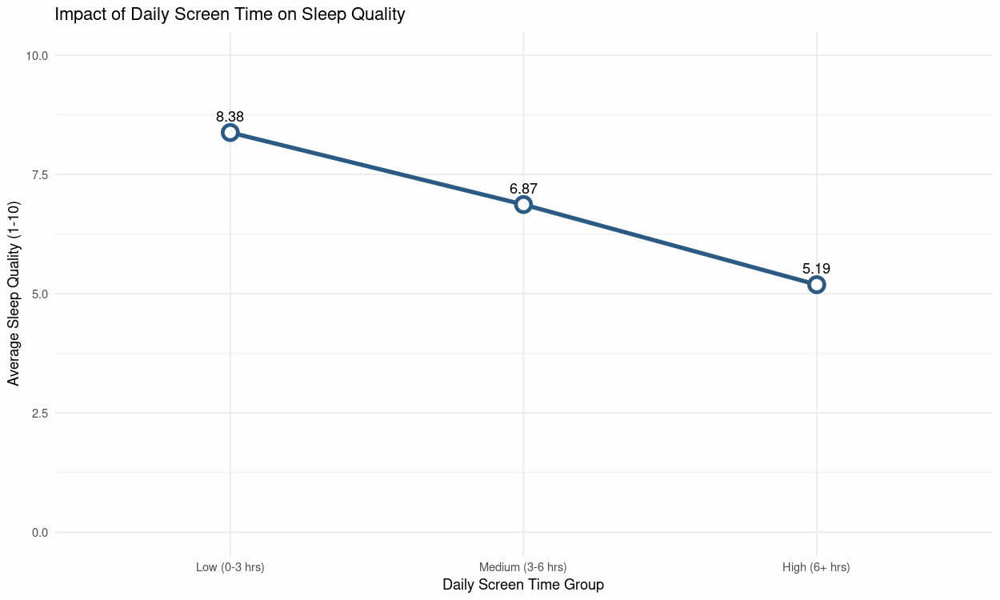 Impact of Daily Screen Time on Sleep Quality
10.0
7.5
5.0
2.5
0.0
Average Sleep Quality (1-10)
8.38
6.87
5.19
Low (0-3 hrs)
Medium (3-6 hrs)
High (6+ hrs)
Daily Screen Time Group